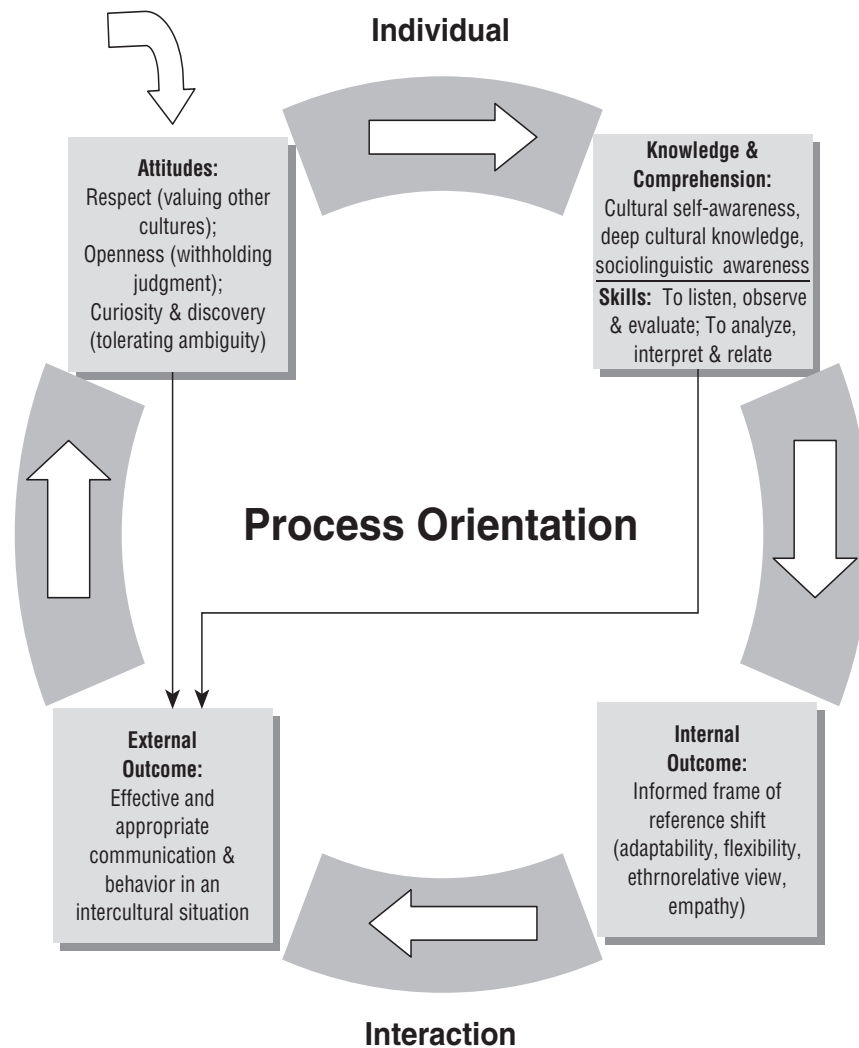 Individual
Attitudes:
Respect (valuing other
cultures);
Openness (withholding
judgment);
Curiosity & discovery
(tolerating ambiguity)
Knowledge &
Comprehension:
Cultural self-awareness,
deep cultural knowledge,
sociolinguistic awareness
Skills: To listen, observe
& evaluate; To analyze,
interpret & relate
Process Orientation
External
Outcome:
Effective and
appropriate
communication &
behavior in an
intercultural situation
Internal
Outcome:
Informed frame of
reference shift
(adaptability, flexibility,
ethrnorelative view,
empathy)
Interaction